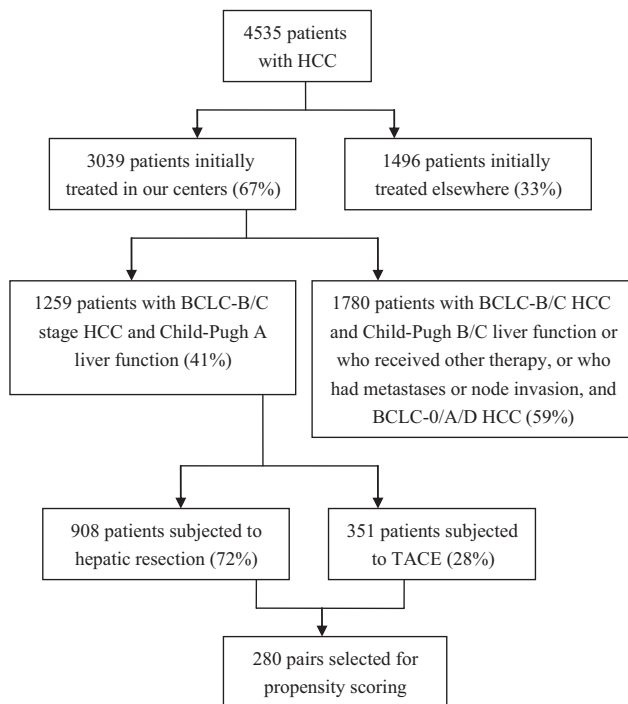 4535 patients
with HCC
3039 patients initially
treated in our centers (67%)
1496 patients initially
treated elsewhere (33%)
1259 patients with BCLC-B/C
stage HCC and Child-Pugh A
liver function (41%)
1780 patients with BCLC-B/C HCC
and Child-Pugh B/C liver function or
who received other therapy, or who
had metastases or node invasion, and
BCLC-0/A/D HCC (59%)
908 patients subjected to
hepatic resection (72%)
351 patients subjected
to TACE (28%)
280 pairs selected for
propensity scoring